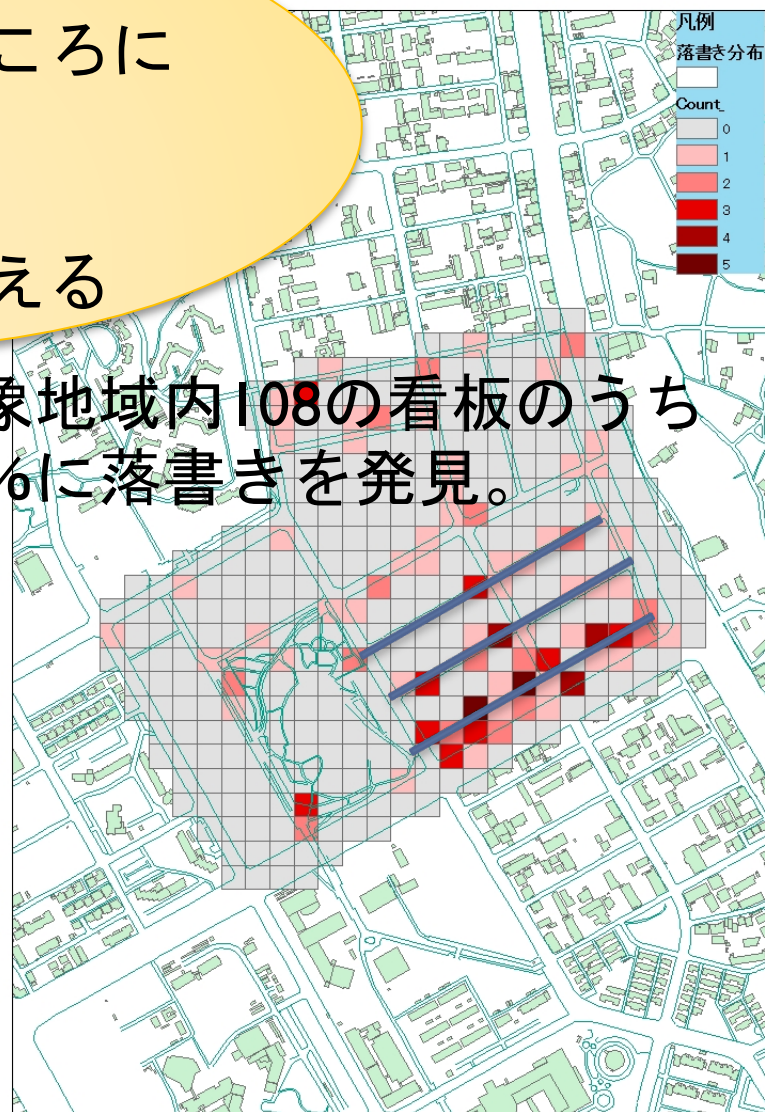 ころに
える
像地域内108の看板のうち
%に落書きを発見。
凡例
落書き分布
Count_
0
1
2
3
4
5